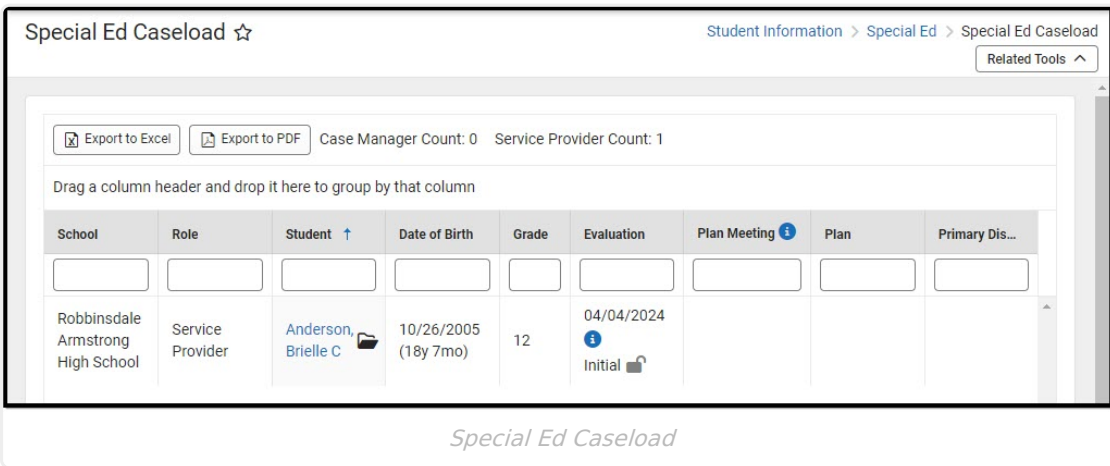 Special Ed Caseload
Student Information > Special Ed > Special Ed Caseload
Related Tools
Export to Excel Export to PDF Case Manager Count: 0 Service Provider Count: 1
Drag a column header and drop it here to group by that column
School Role Student ↑ Date of Birth Grade Evaluation Plan Meeting Plan Primary Dis...
Robbinsdale
Armstrong
High School
Service
Provider
Anderson,
Brielle C
10/26/2005
(18y 7mo)
12
04/04/2024
Initial
Special Ed Caseload